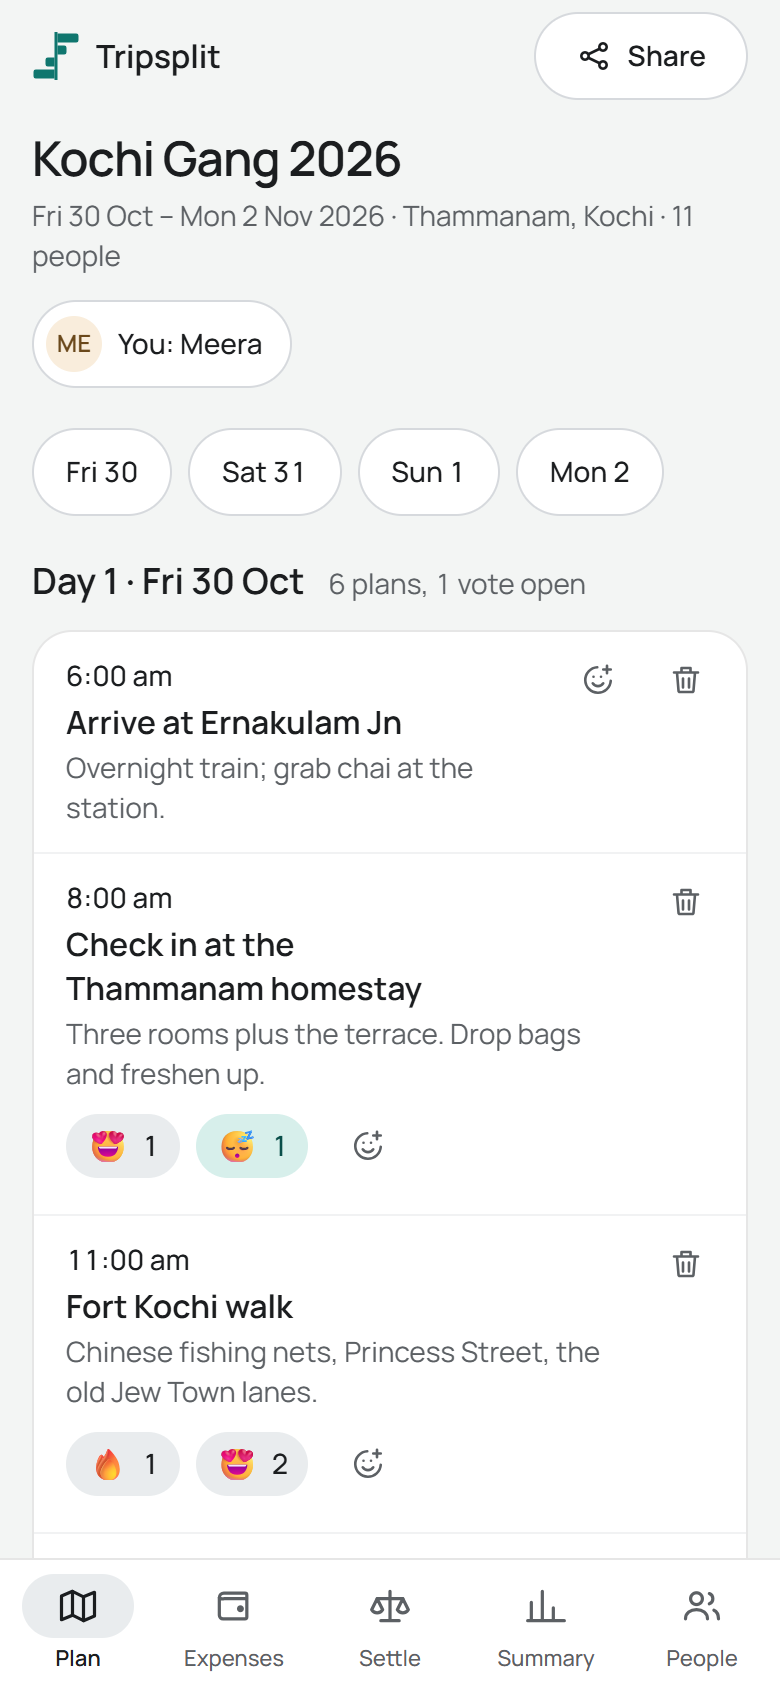 Tripsplit
Share
Kochi Gang 2026
Fri 30 Oct – Mon 2 Nov 2026 · Thammanam, Kochi · 11
people
ME You: Meera
Fri 30 Sat 31 Sun 1 Mon 2
Day 1 · Fri 30 Oct 6 plans, 1 vote open
6:00 am
Arrive at Ernakulam Jn
Overnight train; grab chai at the
station.
8:00 am
Check in at the
Thammanam homestay
Three rooms plus the terrace. Drop bags
and freshen up.
😍 1 😴 1
11:00 am
Fort Kochi walk
Chinese fishing nets, Princess Street, the
old Jew Town lanes.
🔥 1 😍 2
Plan Expenses Settle Summary People